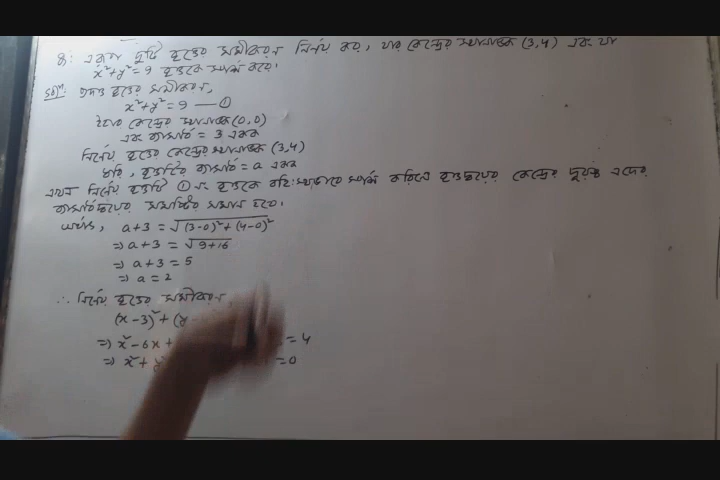 Q: এমন দুটি বৃত্তের সমীকরণ নির্ণয় কর, যার কেন্দ্রের স্থানাঙ্ক (3,4) এবং যা
x²+y²=9 বৃত্তকে স্পর্শ করে।
Solⁿ: প্রদত্ত বৃত্তের সমীকরণ,
x²+y²=9 —①
ইহার কেন্দ্রের স্থানাঙ্ক (0,0)
এবং ব্যাসার্ধ = 3 একক
নির্ণেয় বৃত্তের কেন্দ্রের স্থানাঙ্ক (3,4)
ধরি, বৃত্তটির ব্যাসার্ধ = a একক
এখন নির্ণেয় বৃত্তটি ① নং বৃত্তকে বহিঃস্থভাবে স্পর্শ করিলে বৃত্তদ্বয়ের কেন্দ্রের দূরত্ব এদের
ব্যাসার্ধদ্বয়ের সমষ্টির সমান হবে।
অর্থাৎ, a+3 = √(3-0)²+(4-0)²
⇒ a+3 = √9+16
⇒ a+3 = 5
⇒ a = 2
∴ নির্ণেয় বৃত্তের সমীকরণ,
(x-3)²+(y-
⇒ x²-6x+ = 4
⇒ x²+y² =0